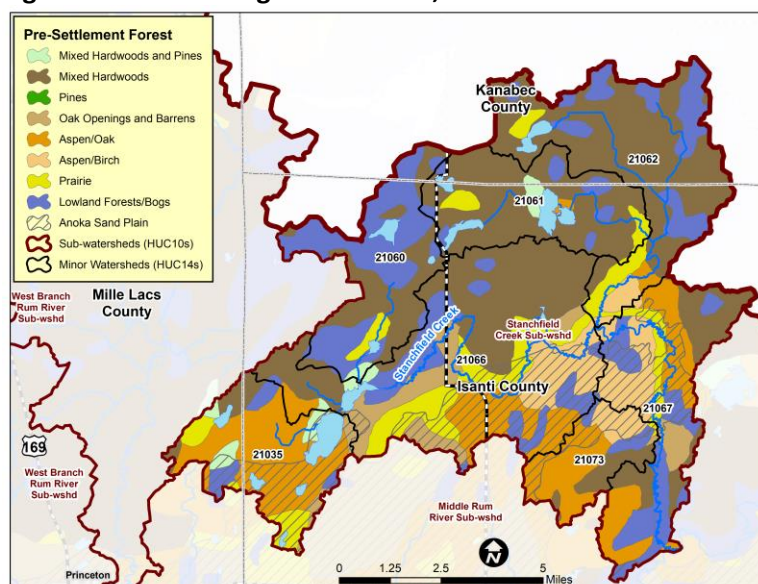 Pre-Settlement Forest
Mixed Hardwoods and Pines
Mixed Hardwoods
Pines
Oak Openings and Barrens
Aspen/Oak
Aspen/Birch
Prairie
Lowland Forests/Bogs
Anoka Sand Plain
Sub-watersheds (HUC10s)
Minor Watersheds (HUC14s)
Kanabec
County
21062
21061
21060
West Branch
Rum River
Sub-wshd
Mille Lacs
County
Stanchfield Creek
Stanchfield
Creek Sub-wshd
21066
Isanti County
21067
169
21035
21073
West Branch
Rum River
Sub-wshd
Middle Rum
River Sub-wshd
Princeton
N
0 1.25 2.5 5
Miles